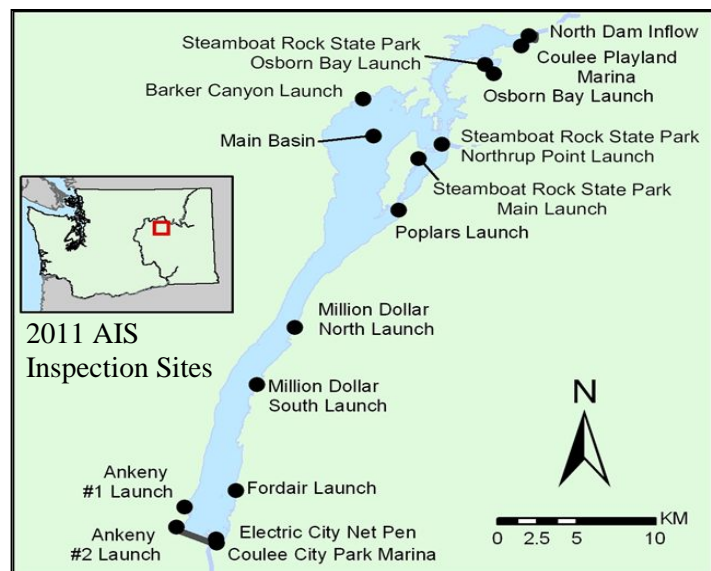 North Dam Inflow
Steamboat Rock State Park
Osborn Bay Launch
Coulee Playland
Marina
Osborn Bay Launch
Barker Canyon Launch
Main Basin
Steamboat Rock State Park
Northrup Point Launch
Steamboat Rock State Park
Main Launch
Poplars Launch
2011 AIS
Inspection Sites
Million Dollar
North Launch
Million Dollar
South Launch
N
Ankeny
#1 Launch
Fordair Launch
Ankeny
#2 Launch
Electric City Net Pen
Coulee City Park Marina
KM
0 2.5 5 10